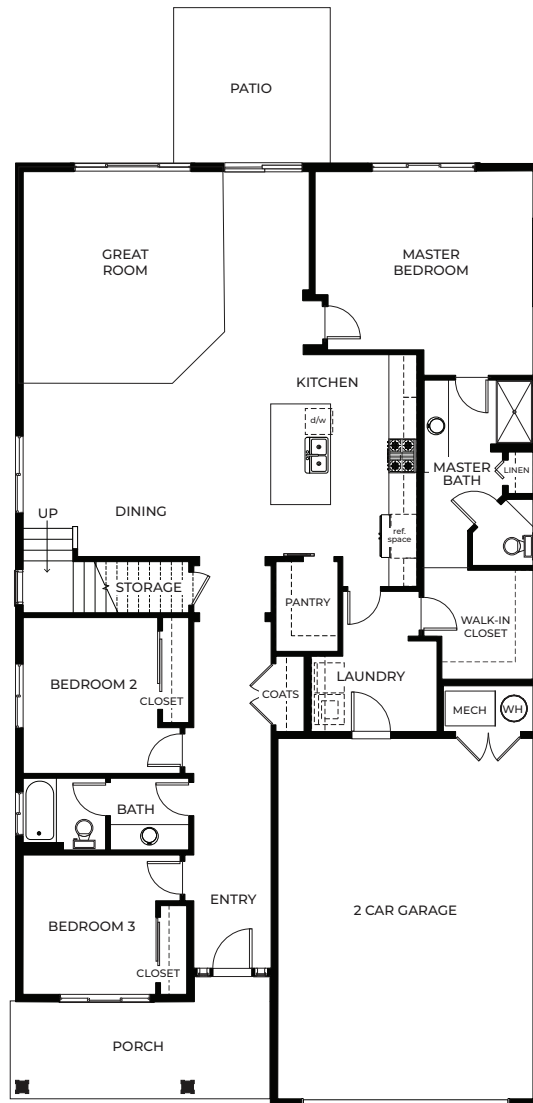 PATIO
GREAT
ROOM
MASTER
BEDROOM
KITCHEN
d/w
MASTER
BATH
LINEN
UP
DINING
ref.
space
STORAGE
PANTRY
WALK-IN
CLOSET
BEDROOM 2
CLOSET
COATS
LAUNDRY
MECH
WH
BATH
ENTRY
2 CAR GARAGE
BEDROOM 3
CLOSET
PORCH